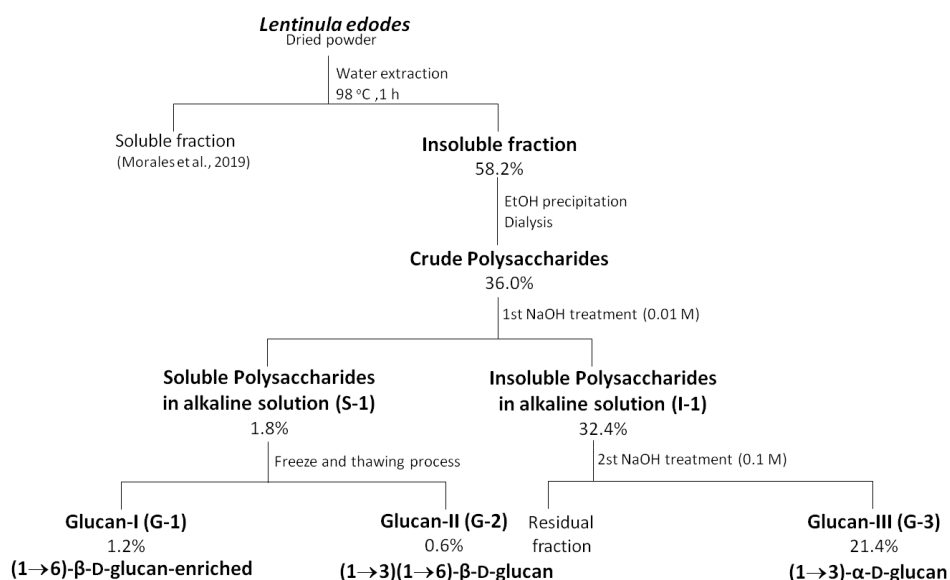 Lentinula edodes
Dried powder
Water extraction
98 °C ,1 h
Soluble fraction
(Morales et al., 2019)
Insoluble fraction
58.2%
EtOH precipitation
Dialysis
Crude Polysaccharides
36.0%
1st NaOH treatment (0.01 M)
Soluble Polysaccharides
in alkaline solution (S-1)
1.8%
Insoluble Polysaccharides
in alkaline solution (I-1)
32.4%
Freeze and thawing process
2st NaOH treatment (0.1 M)
Glucan-I (G-1)
1.2%
(1→6)-β-D-glucan-enriched
Glucan-II (G-2)
0.6%
(1→3)(1→6)-β-D-glucan
Residual
fraction
Glucan-III (G-3)
21.4%
(1→3)-α-D-glucan